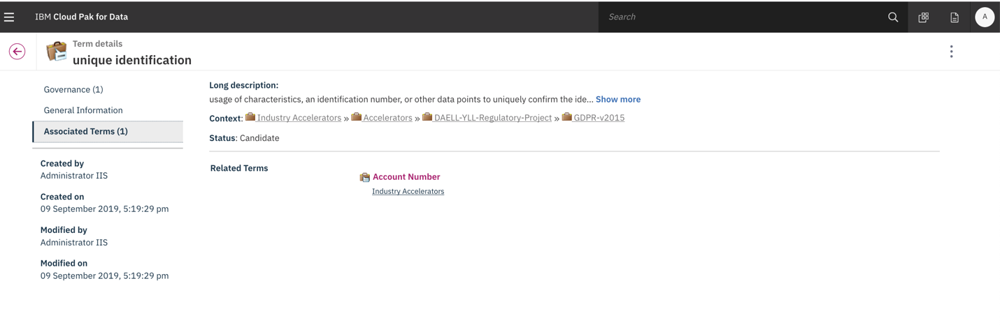 IBM Cloud Pak for Data
Search
A
Term details
unique identification
Governance (1)
General Information
Associated Terms (1)
Created by
Administrator IIS
Created on
09 September 2019, 5:19:29 pm
Modified by
Administrator IIS
Modified on
09 September 2019, 5:19:29 pm
Long description:
usage of characteristics, an identification number, or other data points to uniquely confirm the ide... Show more
Context: Industry Accelerators » Accelerators » DAELL-YLL-Regulatory-Project » GDPR-v2015
Status: Candidate
Related Terms
Account Number
Industry Accelerators